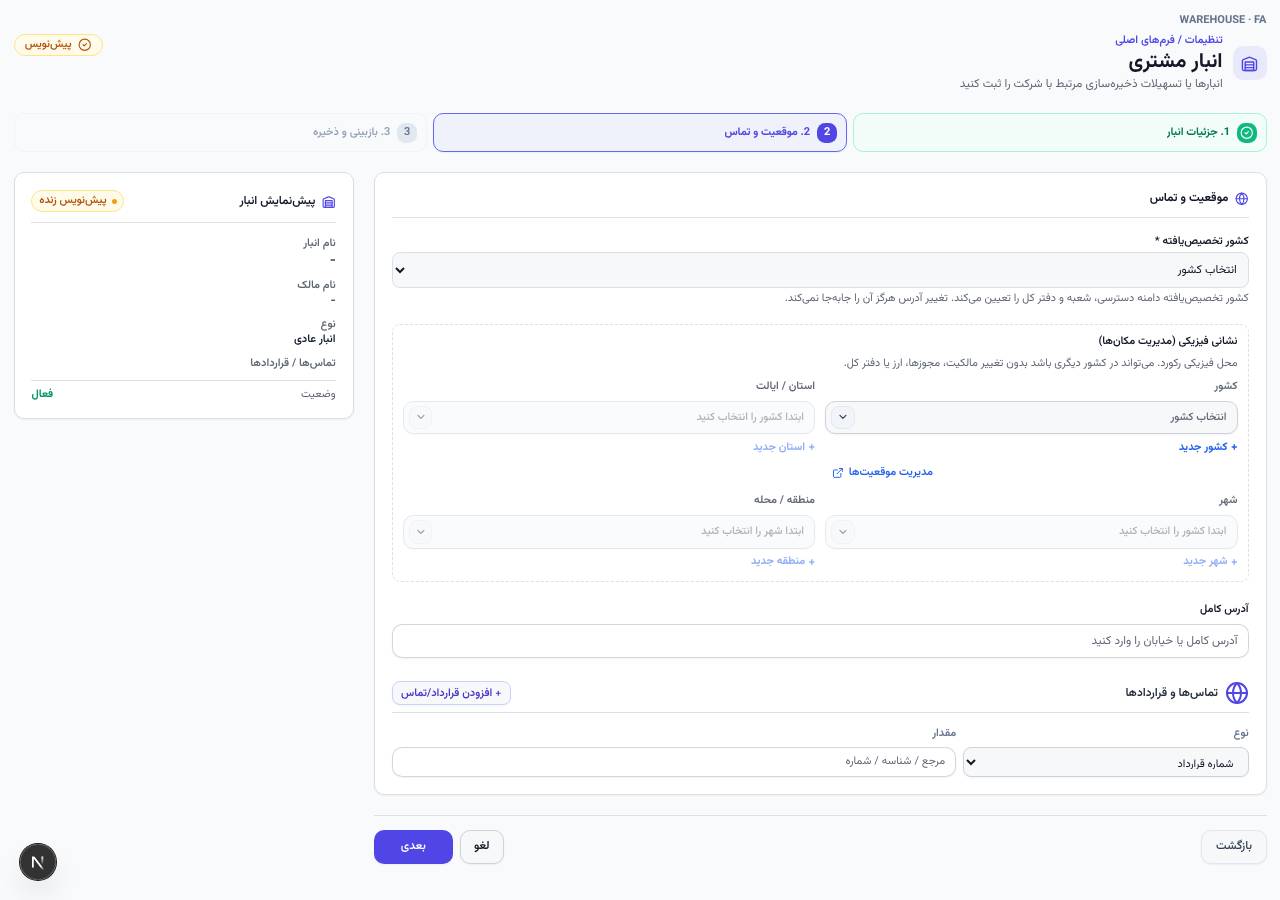 WAREHOUSE · FA
تنظیمات / فرم‌های اصلی
انبار مشتری
انبارها یا تسهیلات ذخیره‌سازی مرتبط با شرکت را ثبت کنید
پیش‌نویس
1. جزئیات انبار
2 2. موقعیت و تماس
3 3. بازبینی و ذخیره
موقعیت و تماس
کشور تخصیص‌یافته *
انتخاب کشور
کشور تخصیص‌یافته دامنه دسترسی، شعبه و دفتر کل را تعیین می‌کند. تغییر آدرس هرگز آن را جابه‌جا نمی‌کند.
نشانی فیزیکی (مدیریت مکان‌ها)
محل فیزیکی رکورد. می‌تواند در کشور دیگری باشد بدون تغییر مالکیت، مجوزها، ارز یا دفتر کل.
کشور
انتخاب کشور
+ کشور جدید
مدیریت موقعیت‌ها
استان / ایالت
ابتدا کشور را انتخاب کنید
+ استان جدید
شهر
ابتدا کشور را انتخاب کنید
+ شهر جدید
منطقه / محله
ابتدا شهر را انتخاب کنید
+ منطقه جدید
آدرس کامل
آدرس کامل یا خیابان را وارد کنید
تماس‌ها و قراردادها
+ افزودن قرارداد/تماس
نوع
شماره قرارداد
مقدار
مرجع / شناسه / شماره
بازگشت
لغو
بعدی
پیش‌نمایش انبار
پیش‌نویس زنده
نام انبار
-
نام مالک
-
نوع
انبار عادی
تماس‌ها / قراردادها
وضعیت
فعال
N